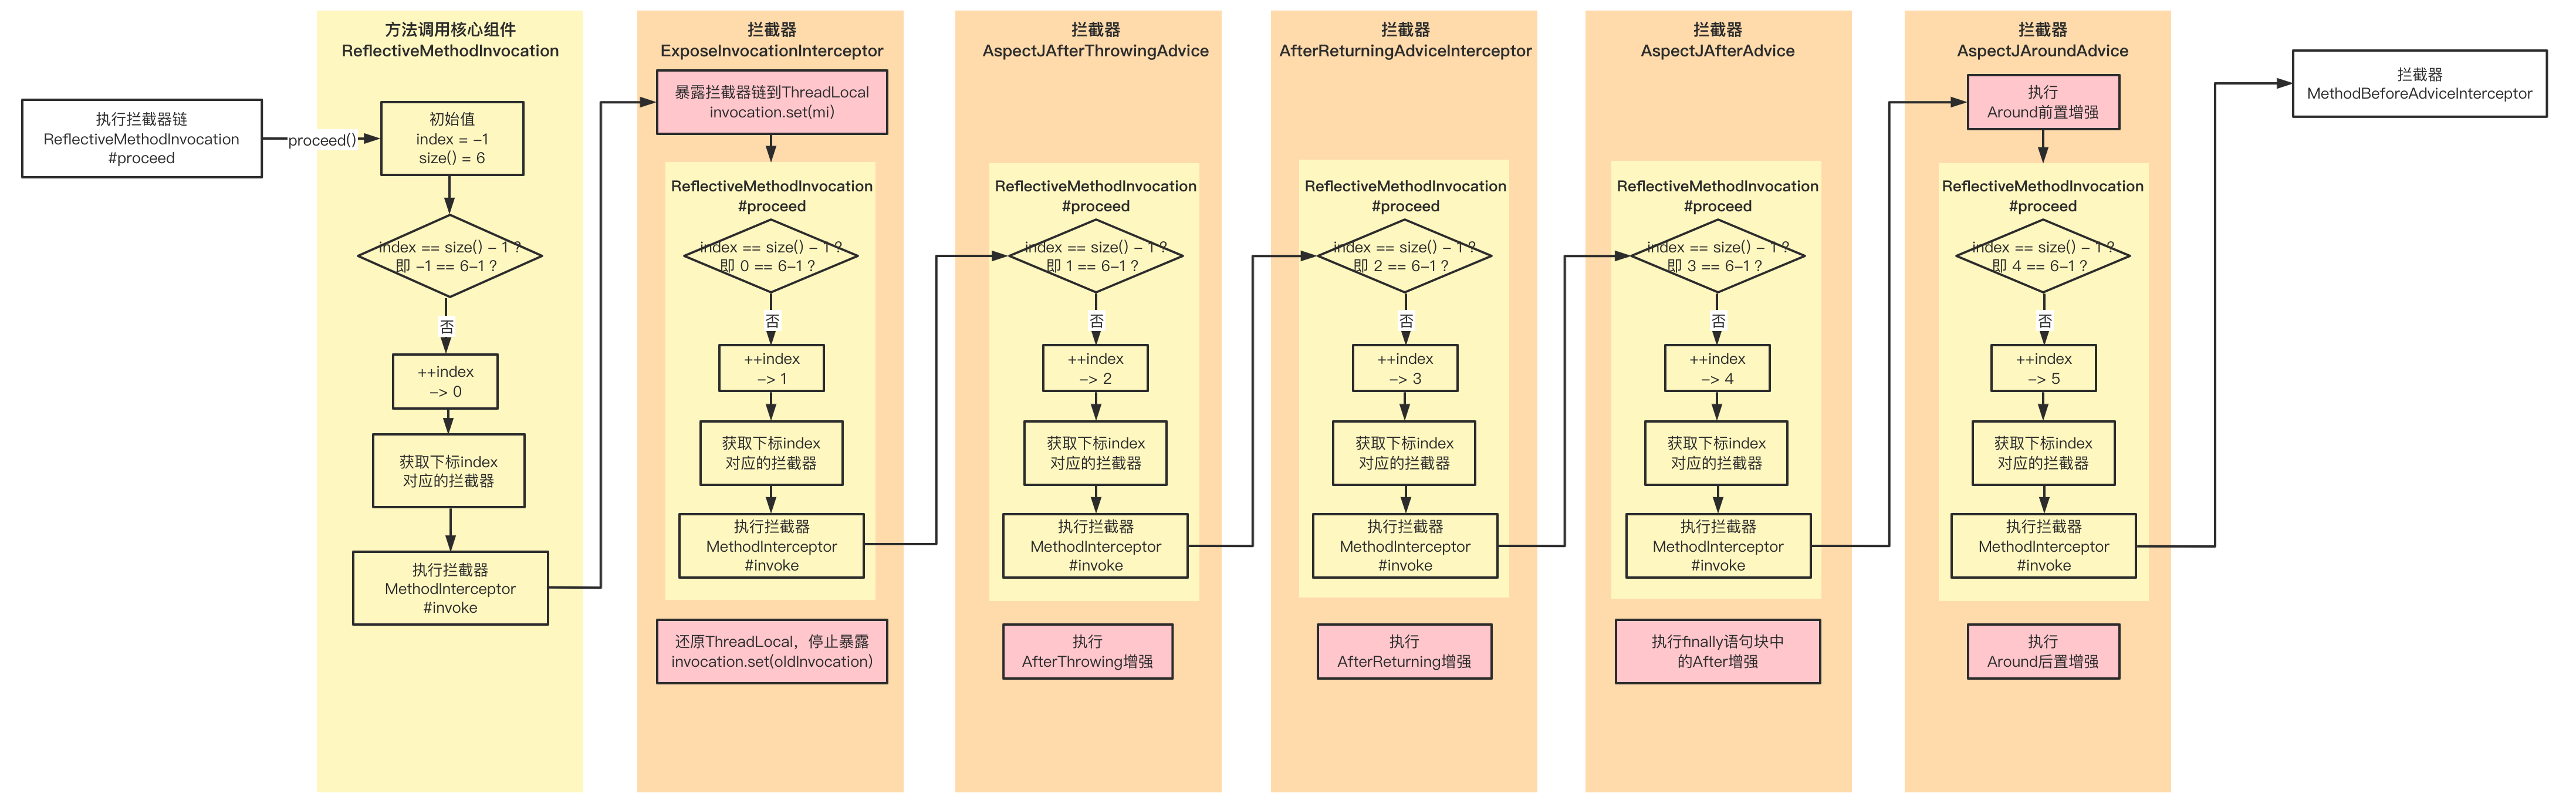 执行拦截器链
ReflectiveMethodInvocation
#proceed
proceed()
方法调用核心组件
ReflectiveMethodInvocation
初始值
index = –1
size() = 6
index == size() – 1 ?
即 –1 == 6–1 ?
否
++index
–> 0
获取下标index
对应的拦截器
执行拦截器
MethodInterceptor
#invoke
拦截器
ExposeInvocationInterceptor
暴露拦截器链到ThreadLocal
invocation.set(mi)
ReflectiveMethodInvocation
#proceed
index == size() – 1 ?
即 0 == 6–1 ?
否
++index
–> 1
获取下标index
对应的拦截器
执行拦截器
MethodInterceptor
#invoke
还原ThreadLocal，停止暴露
invocation.set(oldInvocation)
拦截器
AspectJAfterThrowingAdvice
ReflectiveMethodInvocation
#proceed
index == size() – 1 ?
即 1 == 6–1 ?
否
++index
–> 2
获取下标index
对应的拦截器
执行拦截器
MethodInterceptor
#invoke
执行
AfterThrowing增强
拦截器
AfterReturningAdviceInterceptor
ReflectiveMethodInvocation
#proceed
index == size() – 1 ?
即 2 == 6–1 ?
否
++index
–> 3
获取下标index
对应的拦截器
执行拦截器
MethodInterceptor
#invoke
执行
AfterReturning增强
拦截器
AspectJAfterAdvice
ReflectiveMethodInvocation
#proceed
index == size() – 1 ?
即 3 == 6–1 ?
否
++index
–> 4
获取下标index
对应的拦截器
执行拦截器
MethodInterceptor
#invoke
执行finally语句块中
的After增强
拦截器
AspectJAroundAdvice
执行
Around前置增强
ReflectiveMethodInvocation
#proceed
index == size() – 1 ?
即 4 == 6–1 ?
否
++index
–> 5
获取下标index
对应的拦截器
执行拦截器
MethodInterceptor
#invoke
执行
Around后置增强
拦截器
MethodBeforeAdviceInterceptor